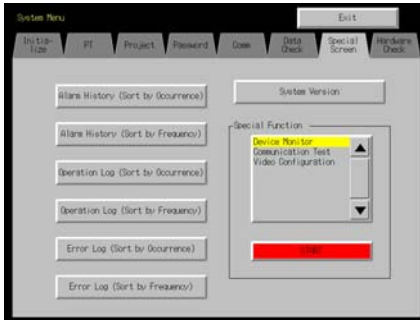 System Menu
Exit
Initia-
lize
PT
Project
Password
Comm
Data
Check
Special
Screen
Hardware
Check
Alarm History (Sort by Occurrence)
System Version
Alarm History (Sort by Frequency)
Special Function
Device Monitor
Communication Test
Video Configuration
Operation Log (Sort by Occurrence)
Operation Log (Sort by Frequency)
START
Error Log (Sort by Occurrence)
Error Log (Sort by Frequency)